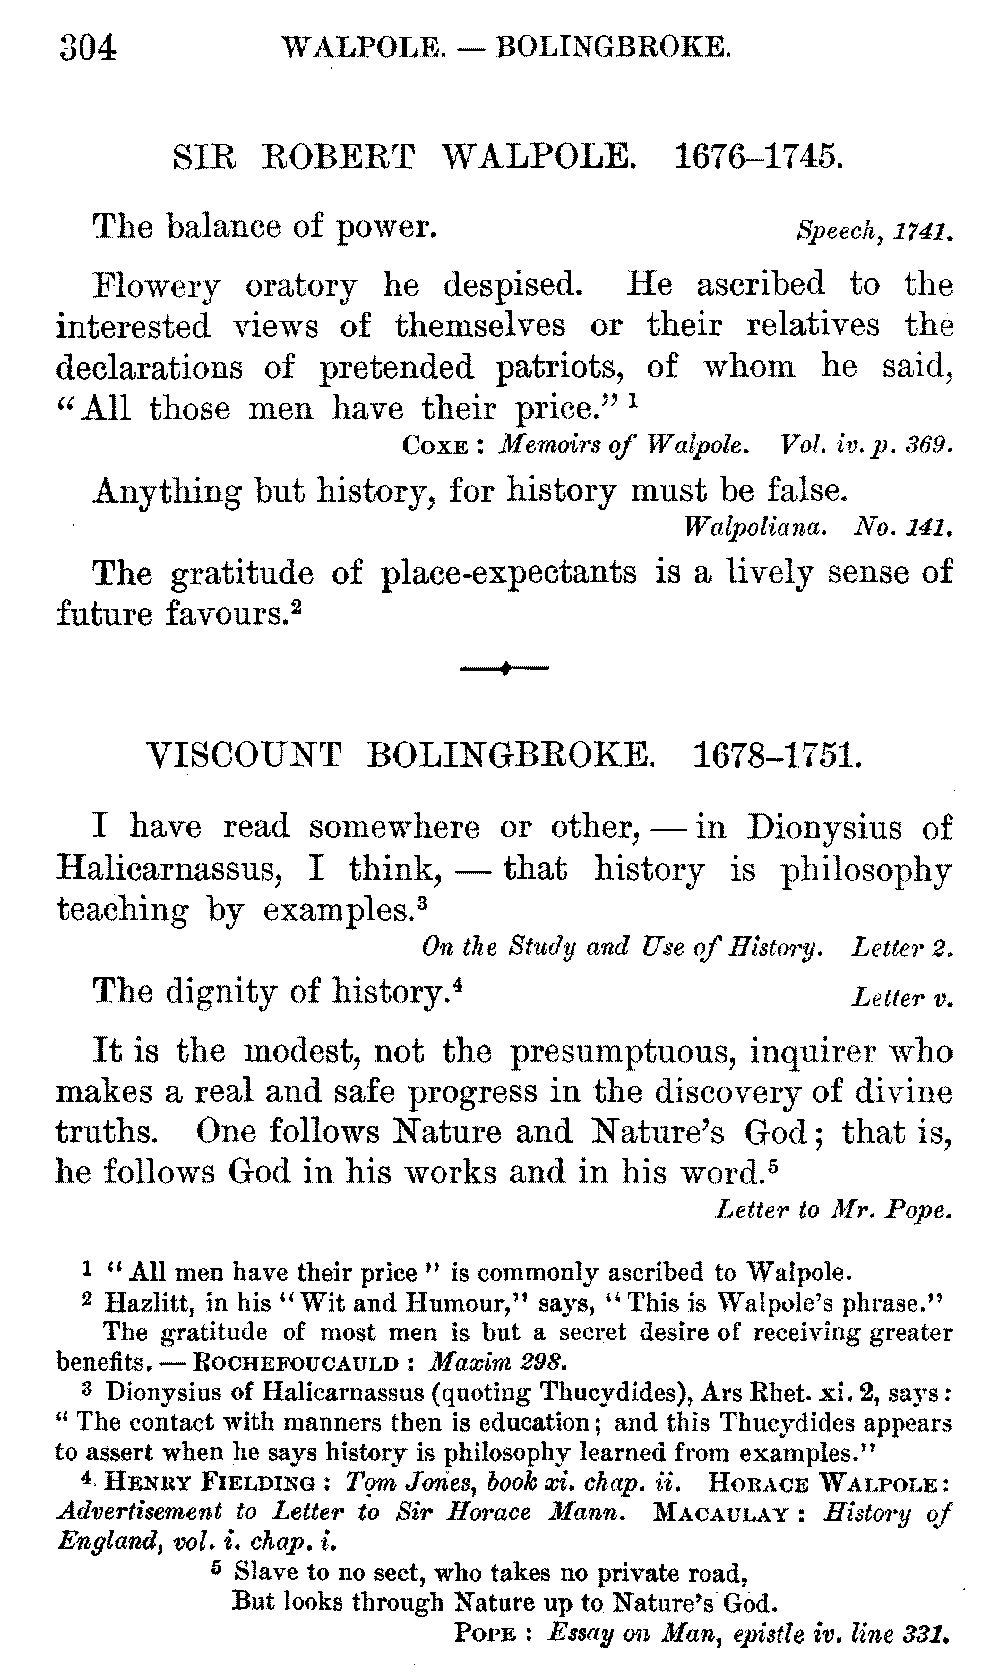 304 WALPOLE. — BOLINGBROKE.
SIR ROBERT WALPOLE. 1676–1745.
The balance of power. Speech, 1741.
Flowery oratory he despised. He ascribed to the
interested views of themselves or their relatives the
declarations of pretended patriots, of whom he said,
“All those men have their price.” ¹
COXE : Memoirs of Walpole. Vol. iv. p. 369.
Anything but history, for history must be false.
Walpoliana. No. 141.
The gratitude of place-expectants is a lively sense of
future favours.²
VISCOUNT BOLINGBROKE. 1678–1751.
I have read somewhere or other, — in Dionysius of
Halicarnassus, I think, — that history is philosophy
teaching by examples.³
On the Study and Use of History. Letter 2.
The dignity of history.⁴ Letter v.
It is the modest, not the presumptuous, inquirer who
makes a real and safe progress in the discovery of divine
truths. One follows Nature and Nature’s God; that is,
he follows God in his works and in his word.⁵
Letter to Mr. Pope.
¹ “All men have their price” is commonly ascribed to Walpole.
² Hazlitt, in his “Wit and Humour,” says, “This is Walpole’s phrase.”
The gratitude of most men is but a secret desire of receiving greater
benefits. — ROCHEFOUCAULD : Maxim 298.
³ Dionysius of Halicarnassus (quoting Thucydides), Ars Rhet. xi. 2, says:
“The contact with manners then is education; and this Thucydides appears
to assert when he says history is philosophy learned from examples.”
⁴ HENRY FIELDING : Tom Jones, book xi. chap. ii. HORACE WALPOLE:
Advertisement to Letter to Sir Horace Mann. MACAULAY : History of
England, vol. i. chap. i.
⁵ Slave to no sect, who takes no private road,
But looks through Nature up to Nature’s God.
POPE : Essay on Man, epistle iv. line 331.